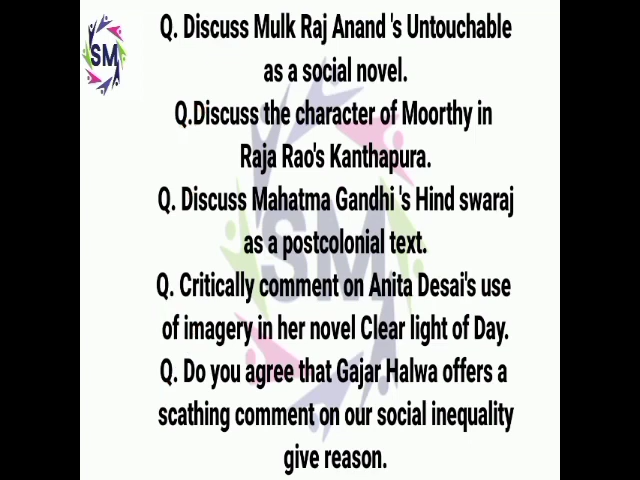 SM
Q. Discuss Mulk Raj Anand 's Untouchable
as a social novel.
Q.Discuss the character of Moorthy in
Raja Rao's Kanthapura.
Q. Discuss Mahatma Gandhi 's Hind swaraj
as a postcolonial text.
Q. Critically comment on Anita Desai's use
of imagery in her novel Clear light of Day.
Q. Do you agree that Gajar Halwa offers a
scathing comment on our social inequality
give reason.
SM